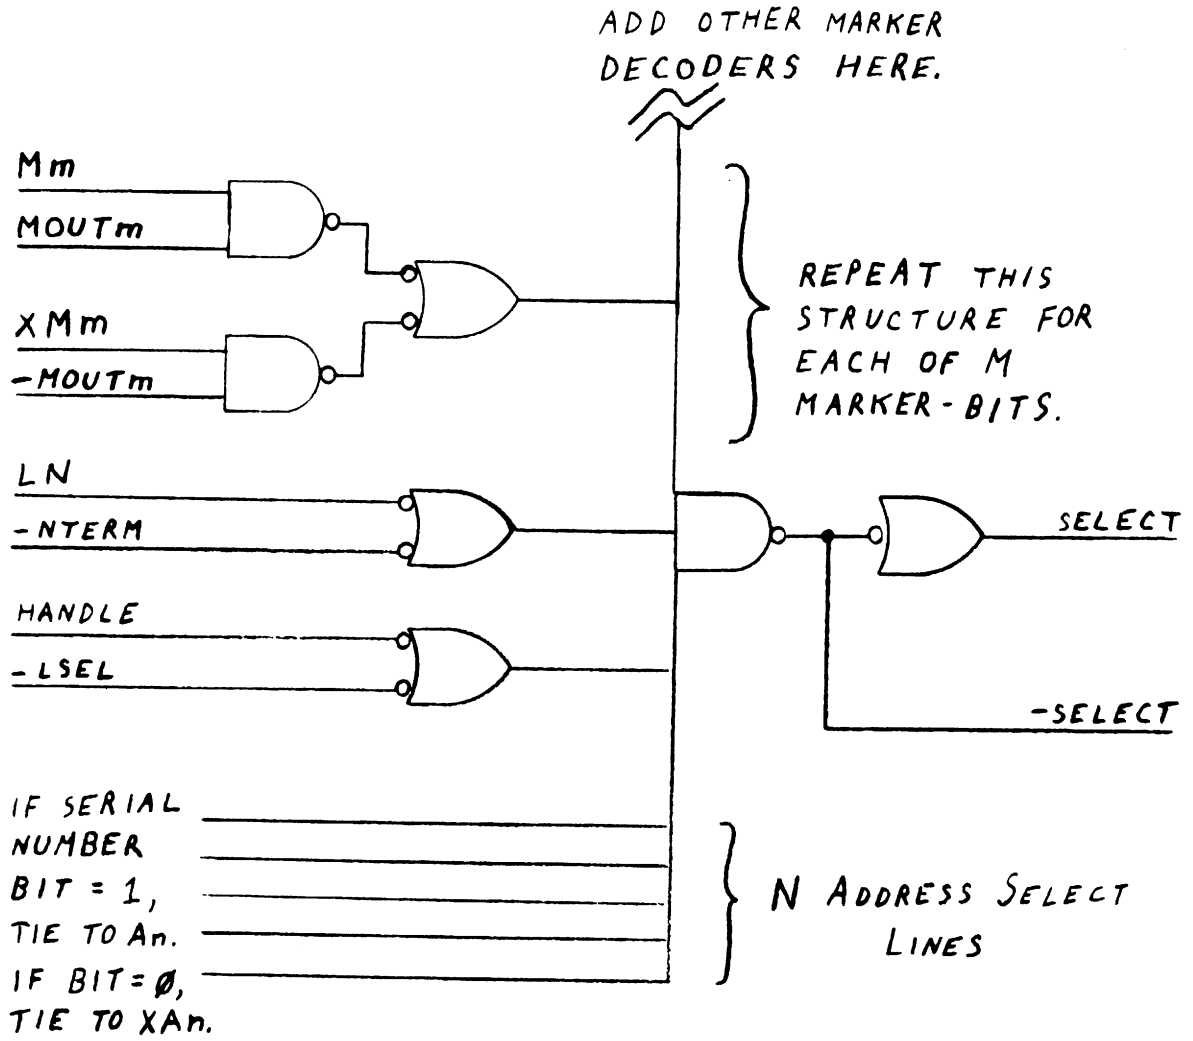 ADD OTHER MARKER
DECODERS HERE.
Mm
MOUTm
XMm
-MOUTm
REPEAT THIS
STRUCTURE FOR
EACH OF M
MARKER-BITS.
LN
-NTERM
SELECT
HANDLE
-LSEL
-SELECT
IF SERIAL
NUMBER
BIT = 1,
TIE TO An.
IF BIT=Ø,
TIE TO XAn.
N ADDRESS SELECT
LINES